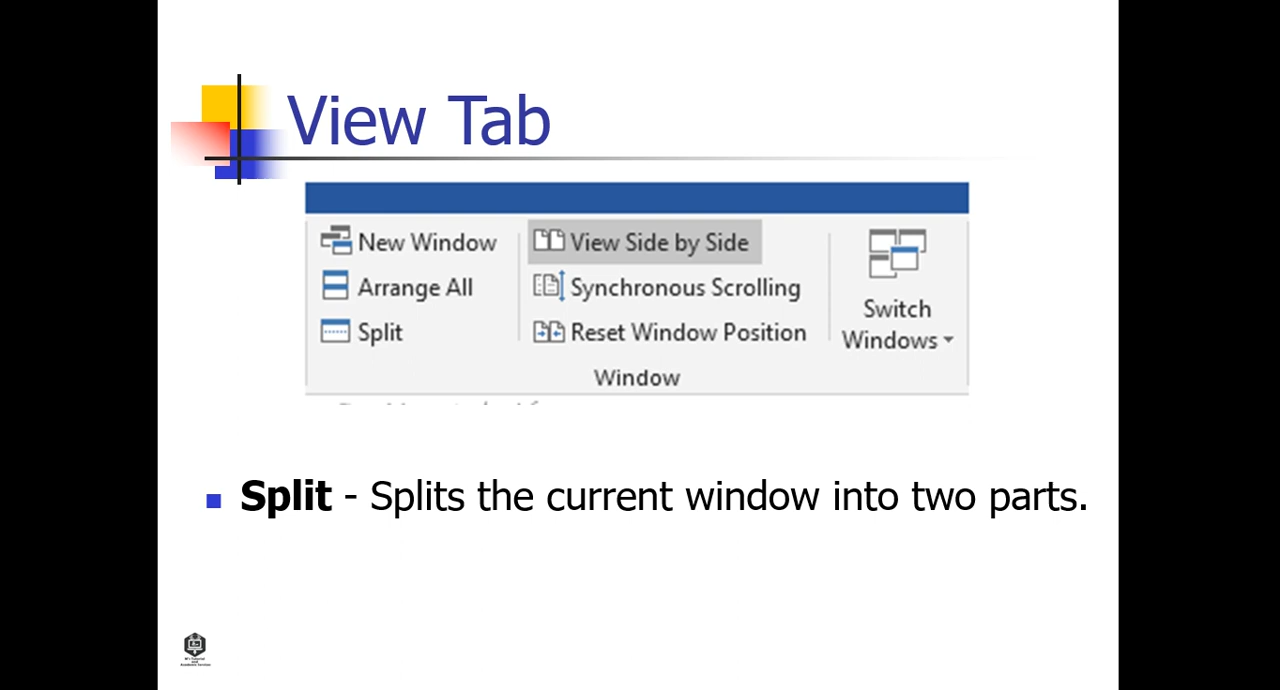 View Tab
New Window
Arrange All
Split
View Side by Side
Synchronous Scrolling
Reset Window Position
Switch
Windows
Window
Split - Splits the current window into two parts.